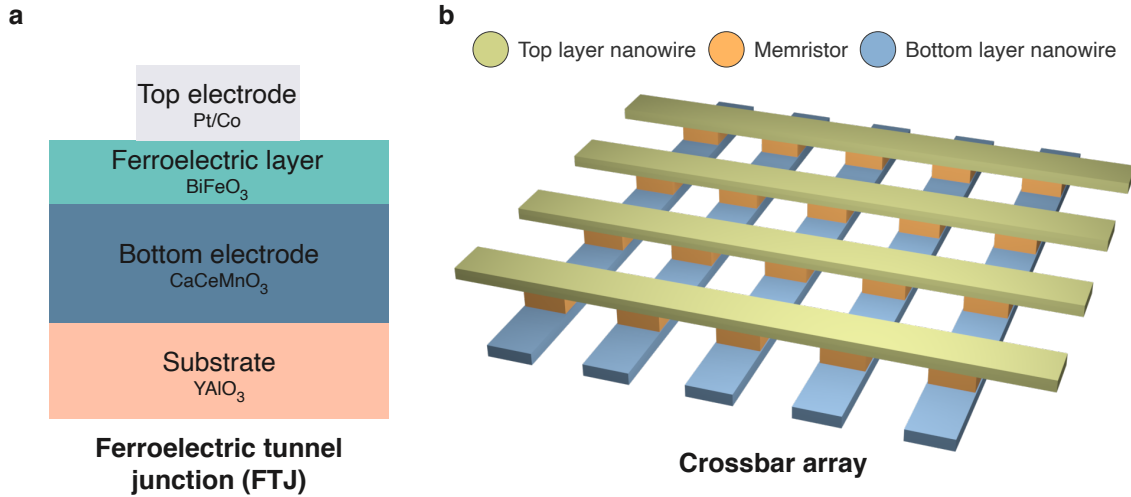 a
Top electrode
Pt/Co
Ferroelectric layer
BiFeO₃
Bottom electrode
CaCeMnO₃
Substrate
YAlO₃
Ferroelectric tunnel
junction (FTJ)
b
Top layer nanowire Memristor Bottom layer nanowire
Crossbar array